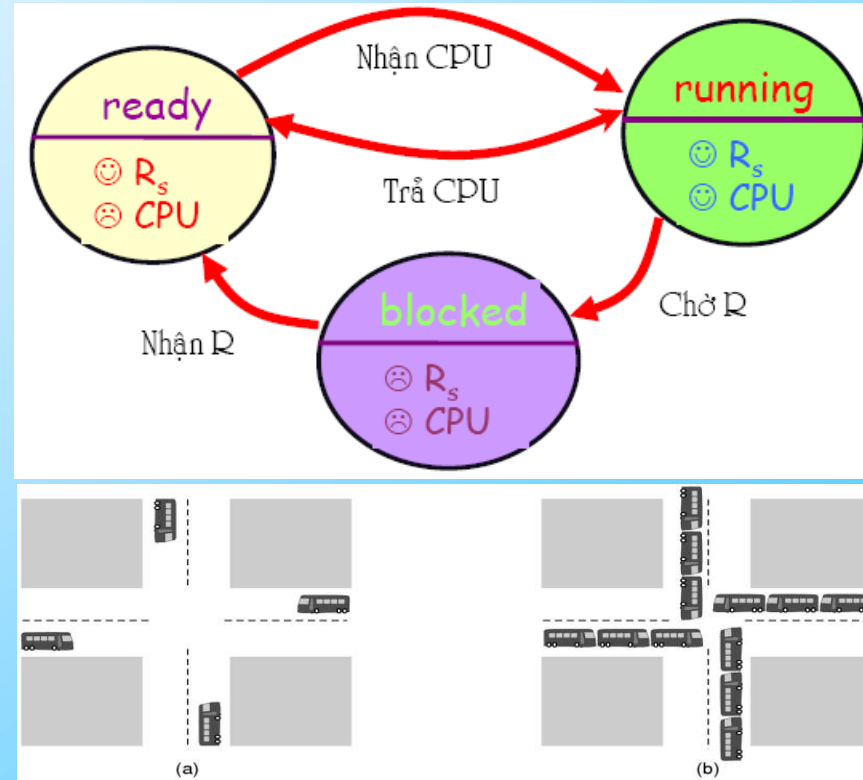 Nhận CPU
ready
running
☺ Rs
☹ CPU
☺ Rs
☺ CPU
Trả CPU
blocked
Chờ R
Nhận R
☹ Rs
☹ CPU
(a)
(b)